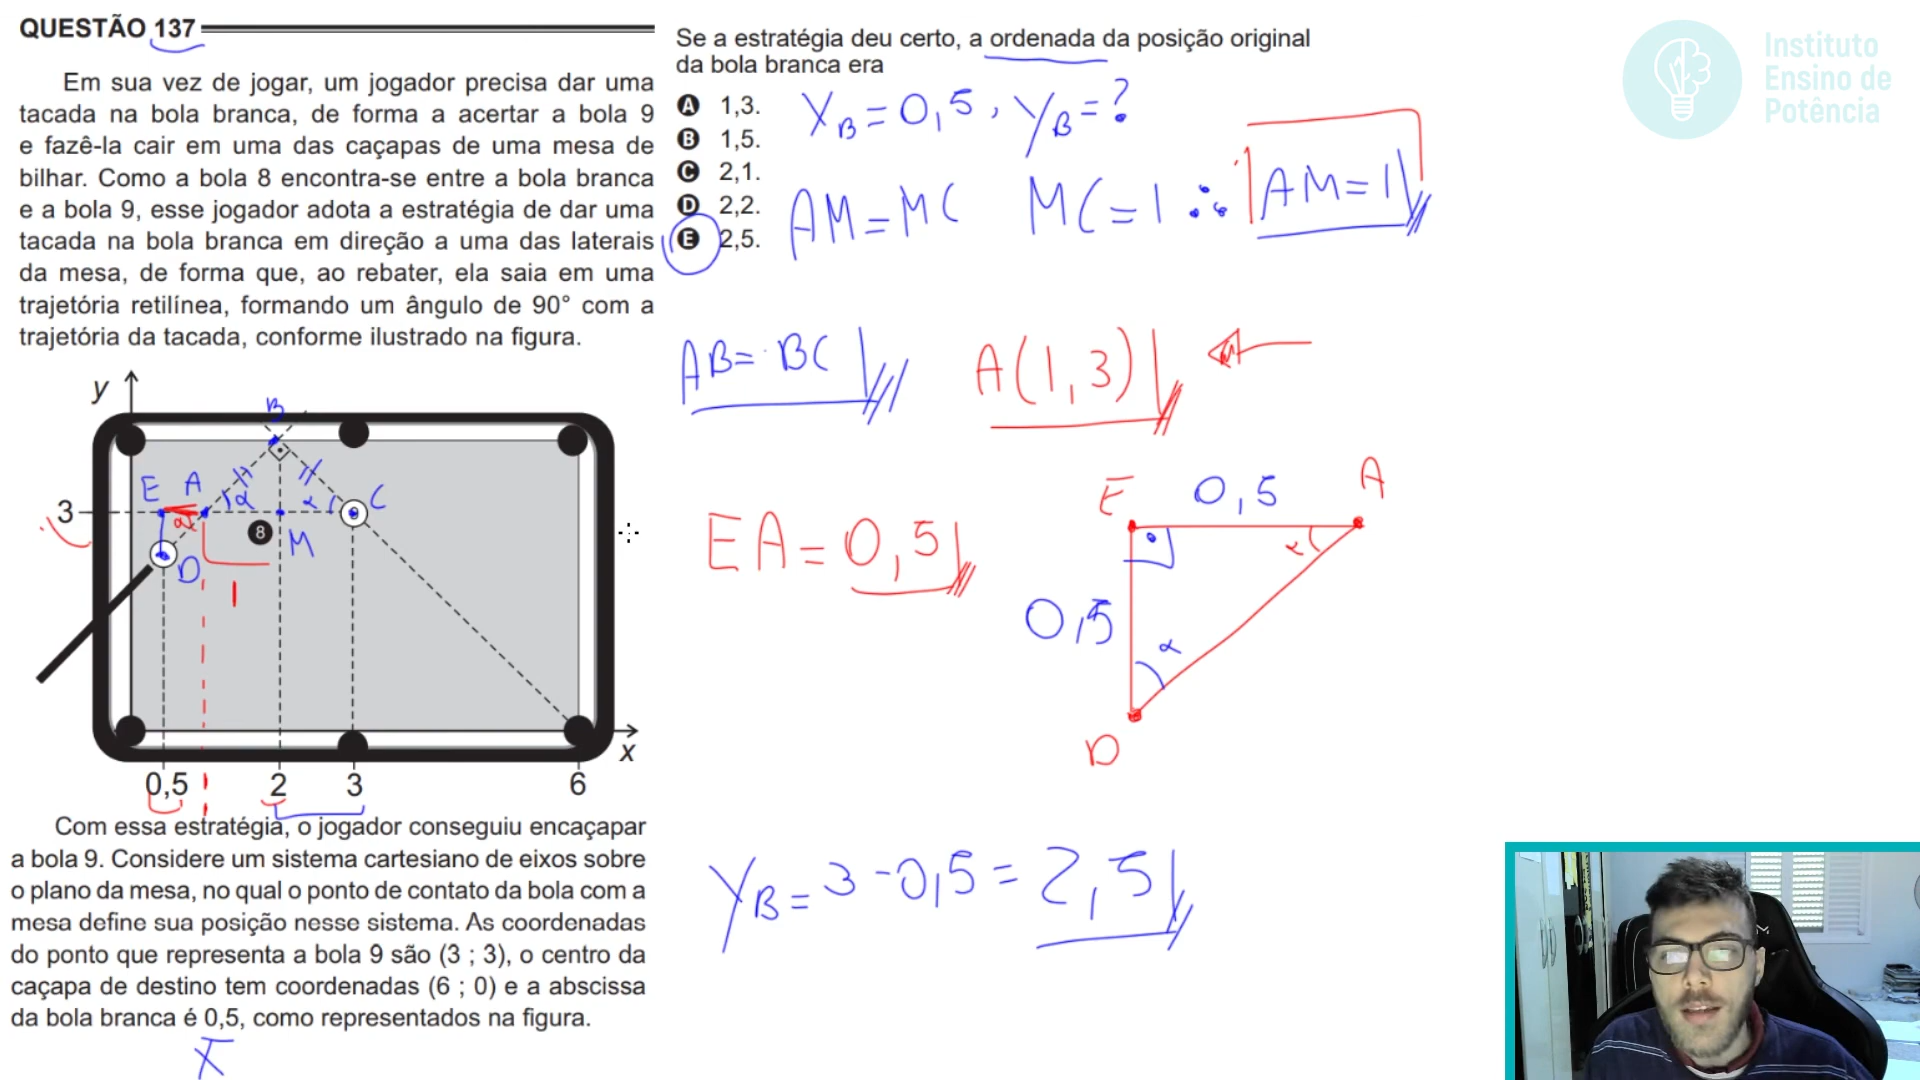 QUESTÃO 137
Em sua vez de jogar, um jogador precisa dar uma
tacada na bola branca, de forma a acertar a bola 9
e fazê-la cair em uma das caçapas de uma mesa de
bilhar. Como a bola 8 encontra-se entre a bola branca
e a bola 9, esse jogador adota a estratégia de dar uma
tacada na bola branca em direção a uma das laterais
da mesa, de forma que, ao rebater, ela saia em uma
trajetória retilínea, formando um ângulo de 90° com a
trajetória da tacada, conforme ilustrado na figura.
y
B
E A
α α
C
3
α
8
M
D
1
x
0,5 1 2 3 6
Com essa estratégia, o jogador conseguiu encaçapar
a bola 9. Considere um sistema cartesiano de eixos sobre
o plano da mesa, no qual o ponto de contato da bola com a
mesa define sua posição nesse sistema. As coordenadas
do ponto que representa a bola 9 são (3 ; 3), o centro da
caçapa de destino tem coordenadas (6 ; 0) e a abscissa
da bola branca é 0,5, como representados na figura.
x
Se a estratégia deu certo, a ordenada da posição original
da bola branca era
A 1,3.
B 1,5.
C 2,1.
D 2,2.
E 2,5.
XB = 0,5, YB = ?
AM = MC MC = 1 ∴ AM = 1
AB = BC A(1,3)
EA = 0,5
E 0,5 A
α
0,5
α
D
YB = 3 - 0,5 = 2,5
Instituto
Ensino de
Potência